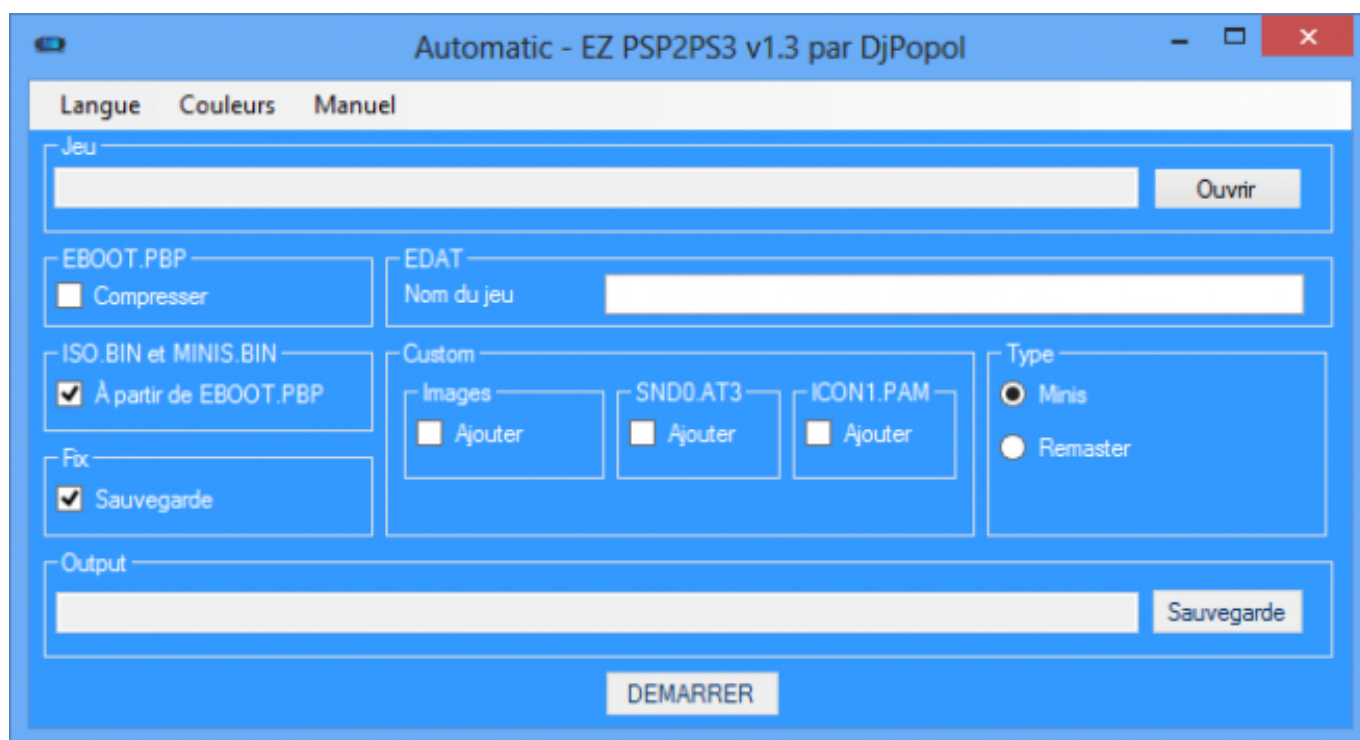 Automatic - EZ PSP2PS3 v1.3 par DjPopol
Langue Couleurs Manuel
Jeu
Ouvrir
EBOOT.PBP
Compresser
EDAT
Nom du jeu
ISO.BIN et MINIS.BIN
À partir de EBOOT.PBP
Custom
Images
Ajouter
SND0.AT3
Ajouter
ICON1.PAM
Ajouter
Type
Minis
Remaster
Fix
Sauvegarde
Output
Sauvegarde
DEMARRER